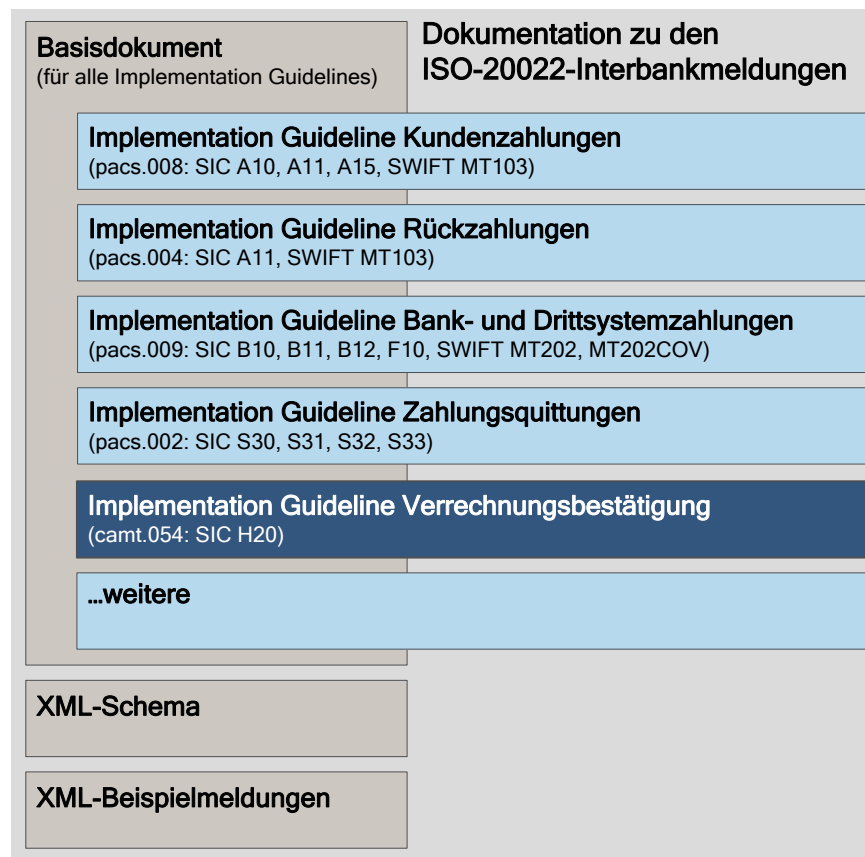 Basisdokument
(für alle Implementation Guidelines)
Dokumentation zu den
ISO-20022-Interbankmeldungen
Implementation Guideline Kundenzahlungen
(pacs.008: SIC A10, A11, A15, SWIFT MT103)
Implementation Guideline Rückzahlungen
(pacs.004: SIC A11, SWIFT MT103)
Implementation Guideline Bank- und Drittsystemzahlungen
(pacs.009: SIC B10, B11, B12, F10, SWIFT MT202, MT202COV)
Implementation Guideline Zahlungsquittungen
(pacs.002: SIC S30, S31, S32, S33)
Implementation Guideline Verrechnungsbestätigung
(camt.054: SIC H20)
...weitere
XML-Schema
XML-Beispielmeldungen